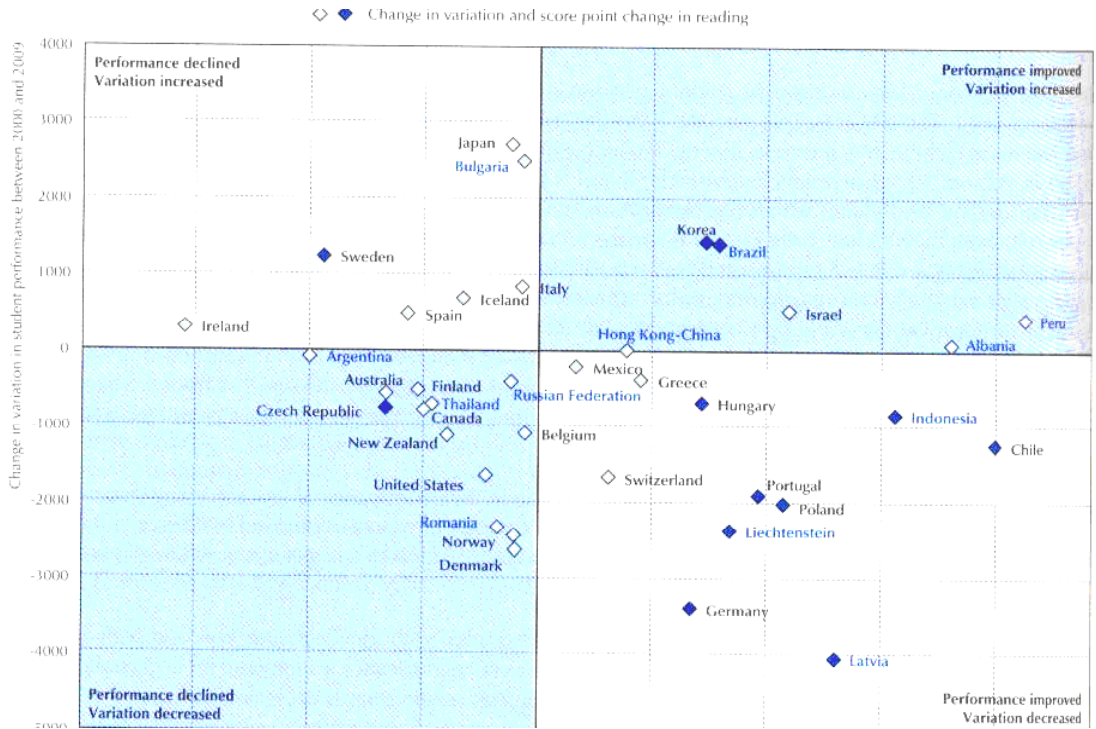 Change in variation and score point change in reading
Change in variation in student performance between 2000 and 2009
4000
3000
2000
1000
0
-1000
-2000
-3000
-4000
-5000
Performance declined
Variation increased
Performance improved
Variation increased
Japan
Bulgaria
Korea
Brazil
Sweden
Italy
Iceland
Spain
Ireland
Israel
Peru
Hong Kong-China
Albania
Argentina
Mexico
Greece
Australia
Finland
Russian Federation
Czech Republic
Thailand
Canada
Hungary
Indonesia
New Zealand
Belgium
Chile
United States
Switzerland
Portugal
Poland
Romania
Norway
Liechtenstein
Denmark
Germany
Latvia
Performance declined
Variation decreased
Performance improved
Variation decreased